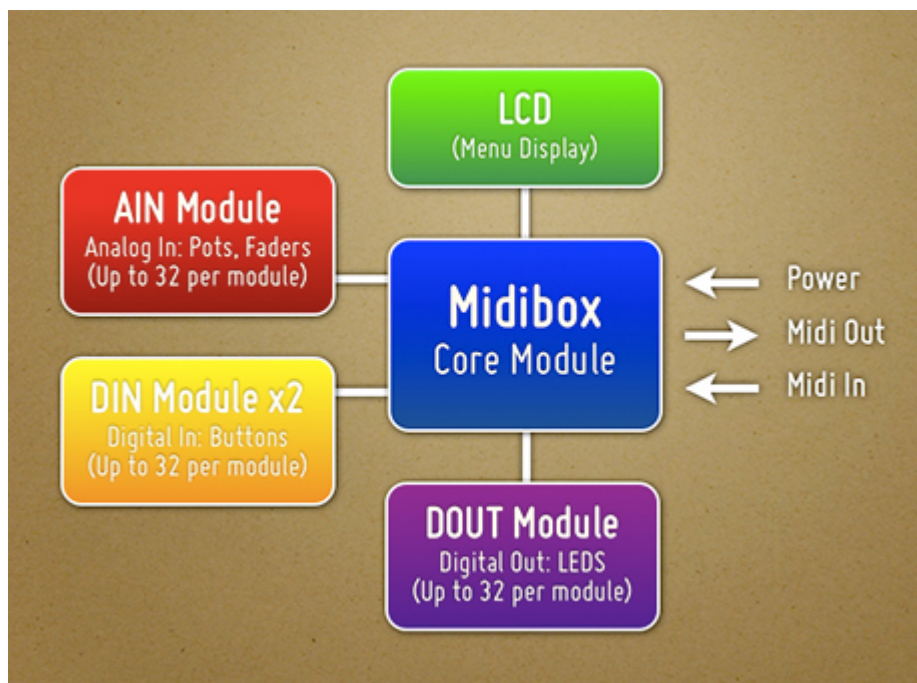 LCD
(Menu Display)
AIN Module
Analog In: Pots, Faders
(Up to 32 per module)
Midibox
Core Module
Power
Midi Out
Midi In
DIN Module x2
Digital In: Buttons
(Up to 32 per module)
DOUT Module
Digital Out: LEDS
(Up to 32 per module)